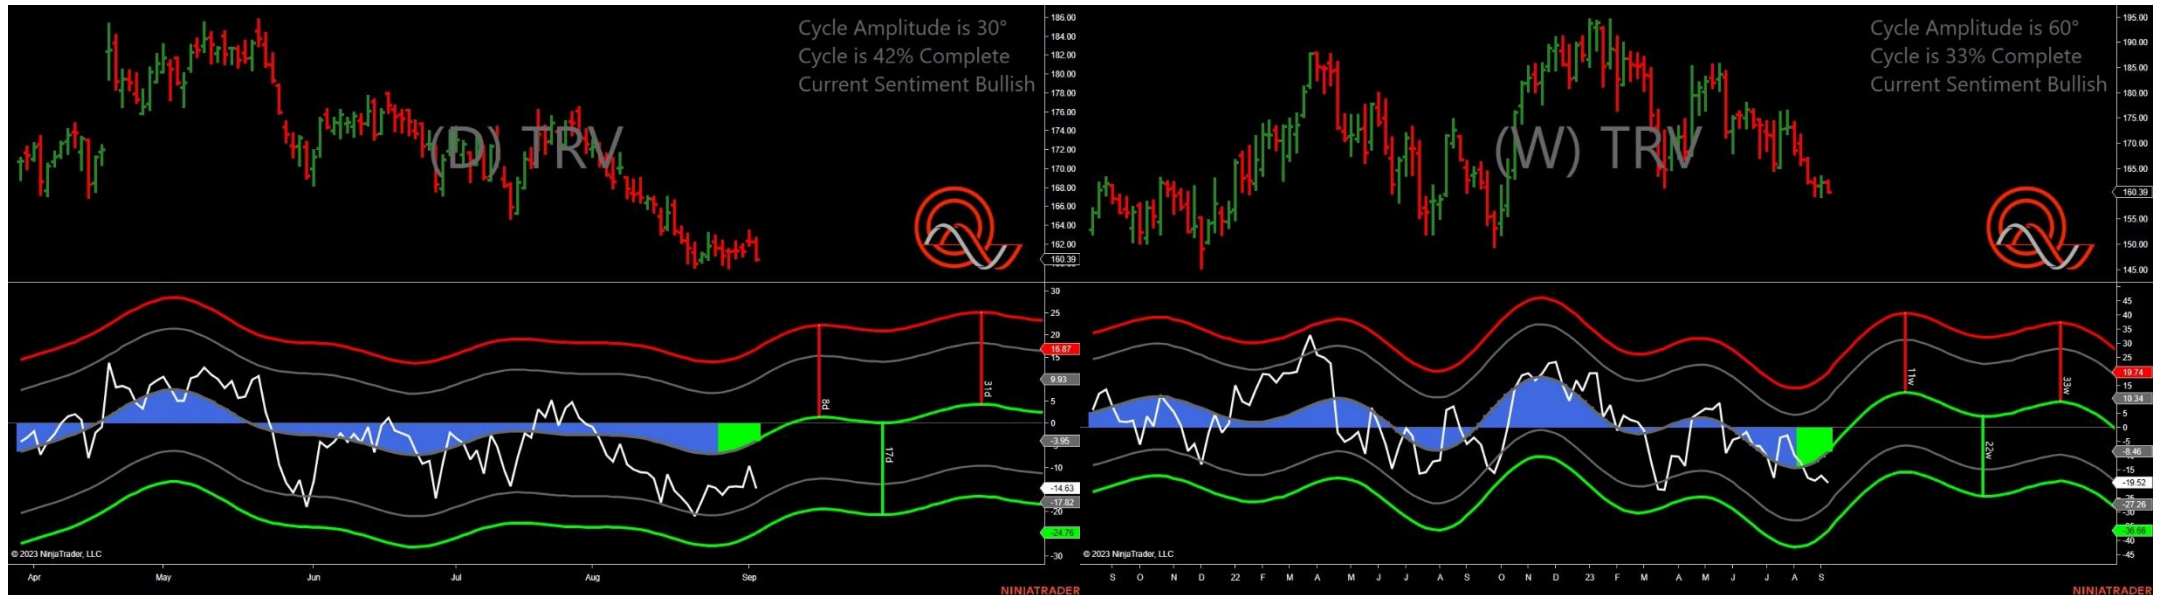 Cycle Amplitude is 30°
Cycle is 42% Complete
Current Sentiment Bullish
(D) TRV
186.00
184.00
182.00
180.00
178.00
176.00
174.00
172.00
170.00
168.00
166.00
164.00
162.00
160.39
30
25
20
16.87
15
9.93
5
0
-3.95
-10
-14.63
-17.82
-20
-24.76
-30
8d
17d
31d
© 2023 NinjaTrader, LLC
Apr May Jun Jul Aug Sep
NINJATRADER
Cycle Amplitude is 60°
Cycle is 33% Complete
Current Sentiment Bullish
(W) TRV
195.00
190.00
185.00
180.00
175.00
170.00
165.00
160.39
155.00
150.00
145.00
45
40
35
30
25
19.74
15
10.34
5
0
-5
-8.46
-15
-19.52
-27.26
-30
-36.66
-40
-45
11w
22w
33w
© 2023 NinjaTrader, LLC
S O N D 22 F M A M J J A S O N D 23 F M A M J J A S
NINJATRADER